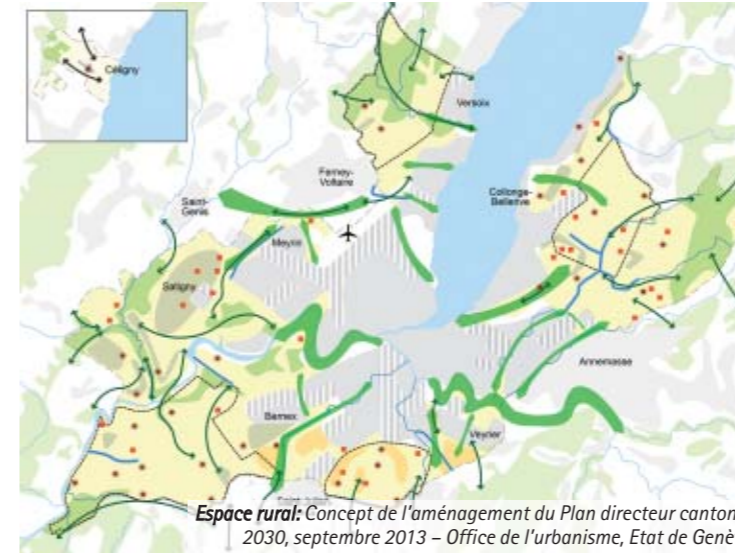 Céligny
Versoix
Ferney-
Voltaire
Collonge-
Bellerive
Saint-
Genis
Meyrin
Satigny
Annemasse
Bernex
Veyrier
Espace rural: Concept de l'aménagement du Plan directeur canton
2030, septembre 2013 – Office de l'urbanisme, Etat de Genè